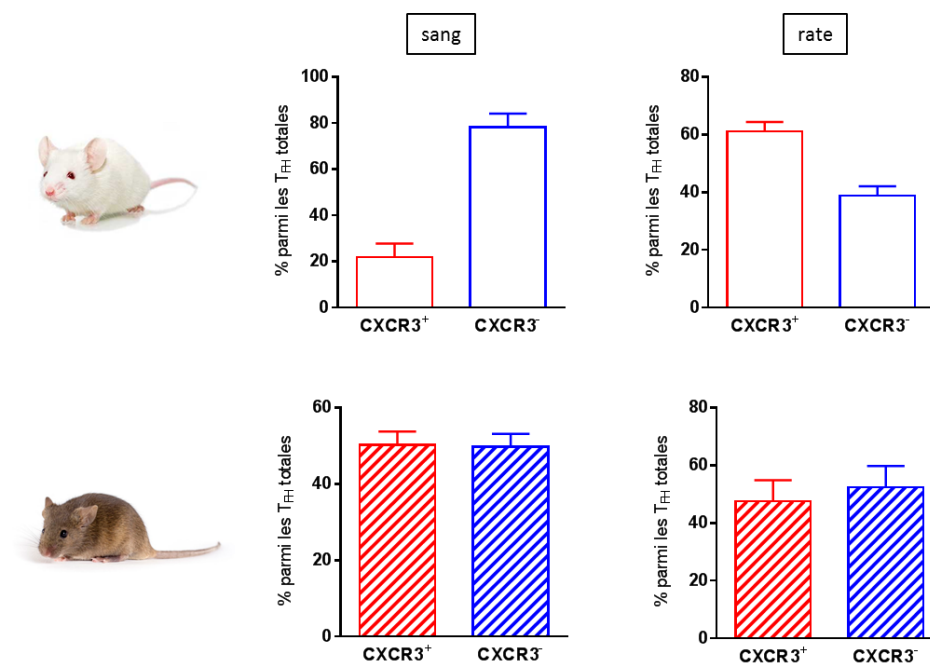 sang
rate
% parmi les TFH totales
100
80
60
40
20
0
CXCR3+
CXCR3-
% parmi les TFH totales
80
60
40
20
0
CXCR3+
CXCR3-
% parmi les TFH totales
60
40
20
0
CXCR3+
CXCR3-
% parmi les TFH totales
80
60
40
20
0
CXCR3+
CXCR3-